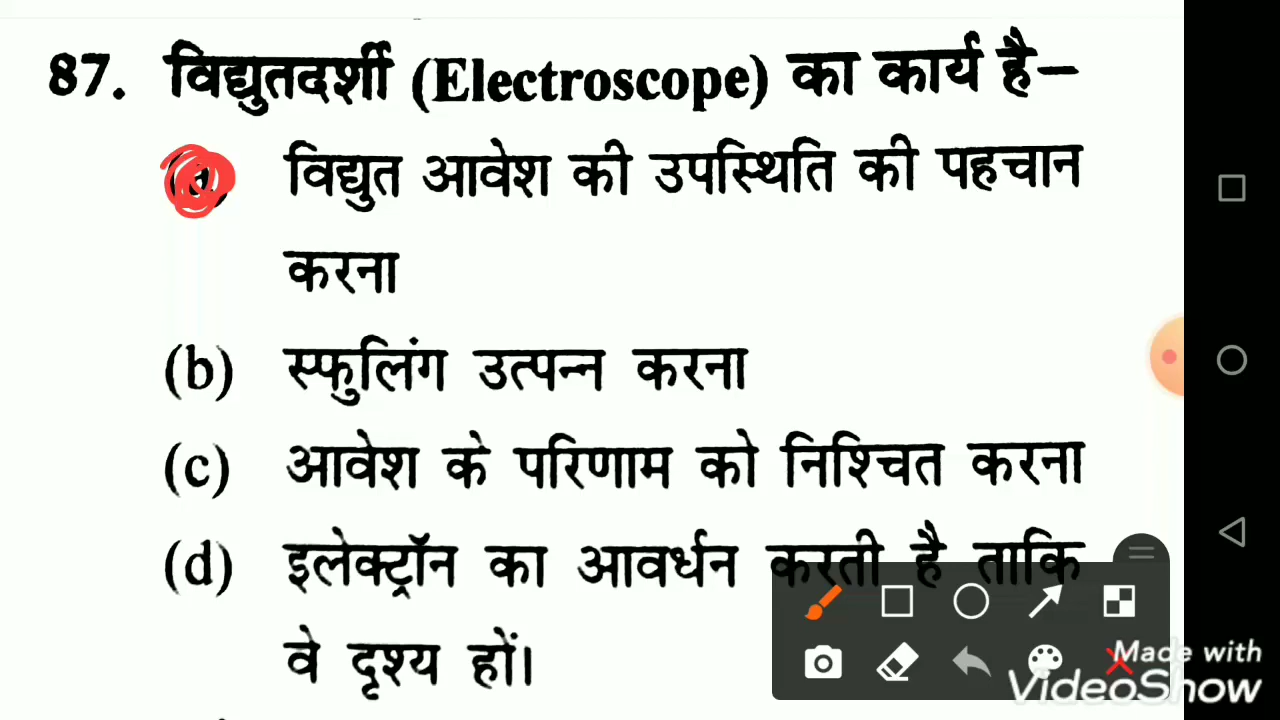 87. विद्युतदर्शी (Electroscope) का कार्य है–
विद्युत आवेश की उपस्थिति की पहचान
करना
(b) स्फुलिंग उत्पन्न करना
(c) आवेश के परिणाम को निश्चित करना
(d) इलेक्ट्रॉन का आवर्धन करती है ताकि
वे दृश्य हों।
Made with
VideoShow